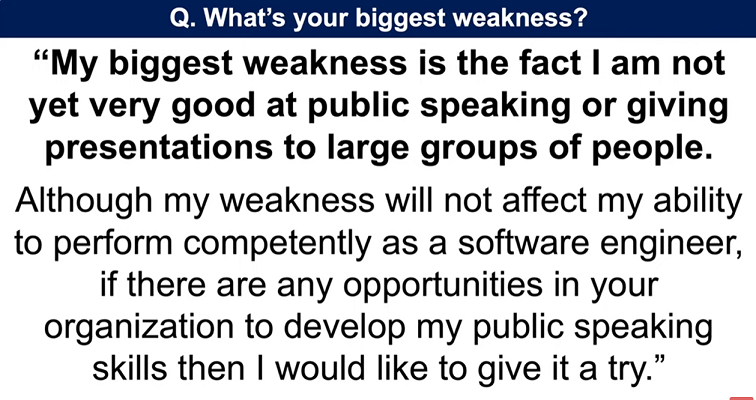 Q. What's your biggest weakness?
“My biggest weakness is the fact I am not
yet very good at public speaking or giving
presentations to large groups of people.
Although my weakness will not affect my ability
to perform competently as a software engineer,
if there are any opportunities in your
organization to develop my public speaking
skills then I would like to give it a try.”